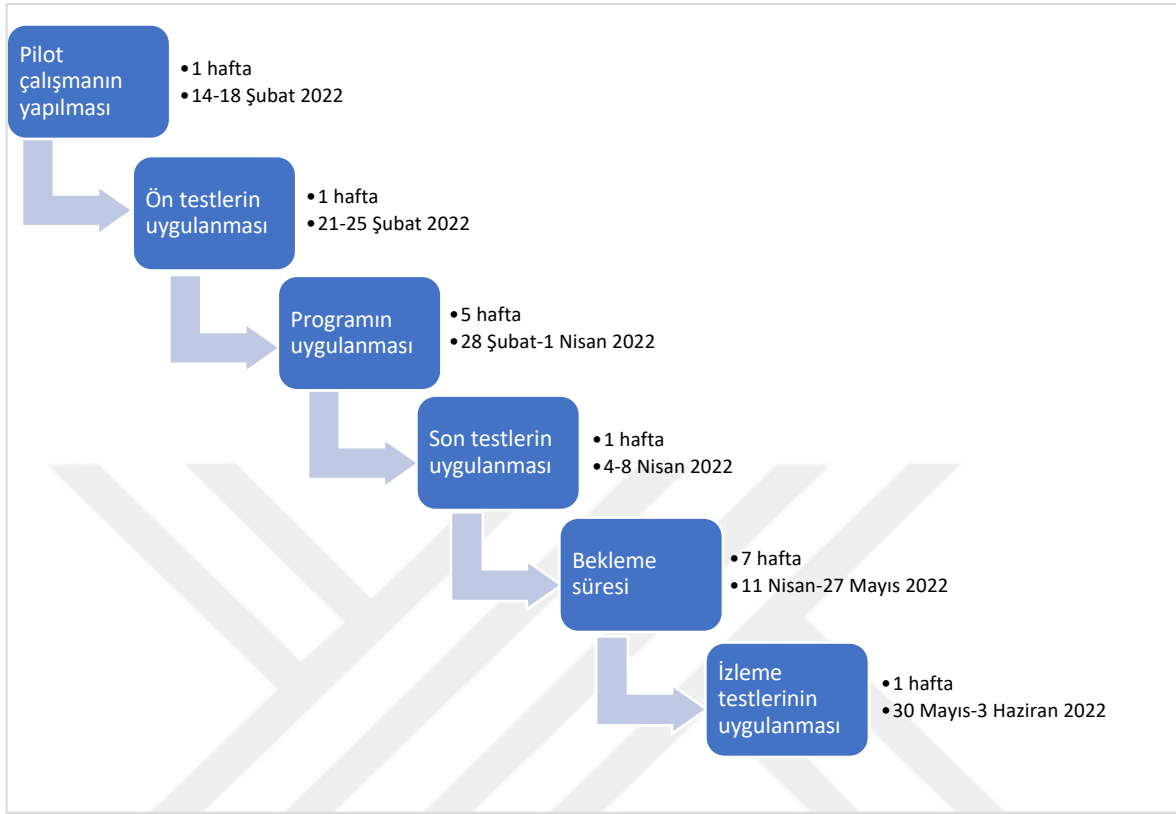 Pilot
çalışmanın
yapılması
•1 hafta
•14-18 Şubat 2022
Ön testlerin
uygulanması
•1 hafta
•21-25 Şubat 2022
Programın
uygulanması
•5 hafta
•28 Şubat-1 Nisan 2022
Son testlerin
uygulanması
•1 hafta
•4-8 Nisan 2022
Bekleme
süresi
•7 hafta
•11 Nisan-27 Mayıs 2022
İzleme
testlerinin
uygulanması
•1 hafta
•30 Mayıs-3 Haziran 2022